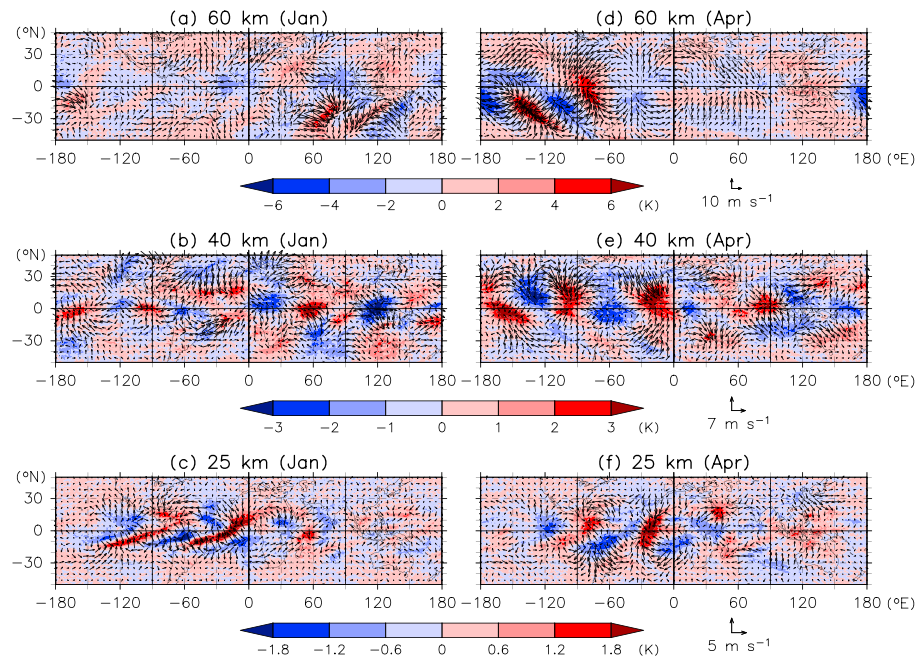 (a) 60 km (Jan) (d) 60 km (Apr)
(°N)
50
0
−30
−180 −120 −60 0 60 120 180 −120 −60 0 60 120 180 (°E)
−6 −4 −2 0 2 4 6 (K) 10 m s⁻¹
(b) 40 km (Jan) (e) 40 km (Apr)
(°N)
30
0
−30
−180 −120 −60 0 60 120 180 −120 −60 0 60 120 180 (°E)
−3 −2 −1 0 1 2 3 (K) 7 m s⁻¹
(c) 25 km (Jan) (f) 25 km (Apr)
(°N)
30
0
−30
−180 −120 −60 0 60 120 180 −120 −60 0 60 120 180 (°E)
−1.8 −1.2 −0.6 0 0.6 1.2 1.8 (K) 5 m s⁻¹